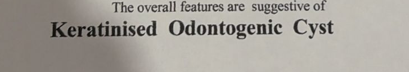 The overall features are suggestive of
Keratinised Odontogenic Cyst